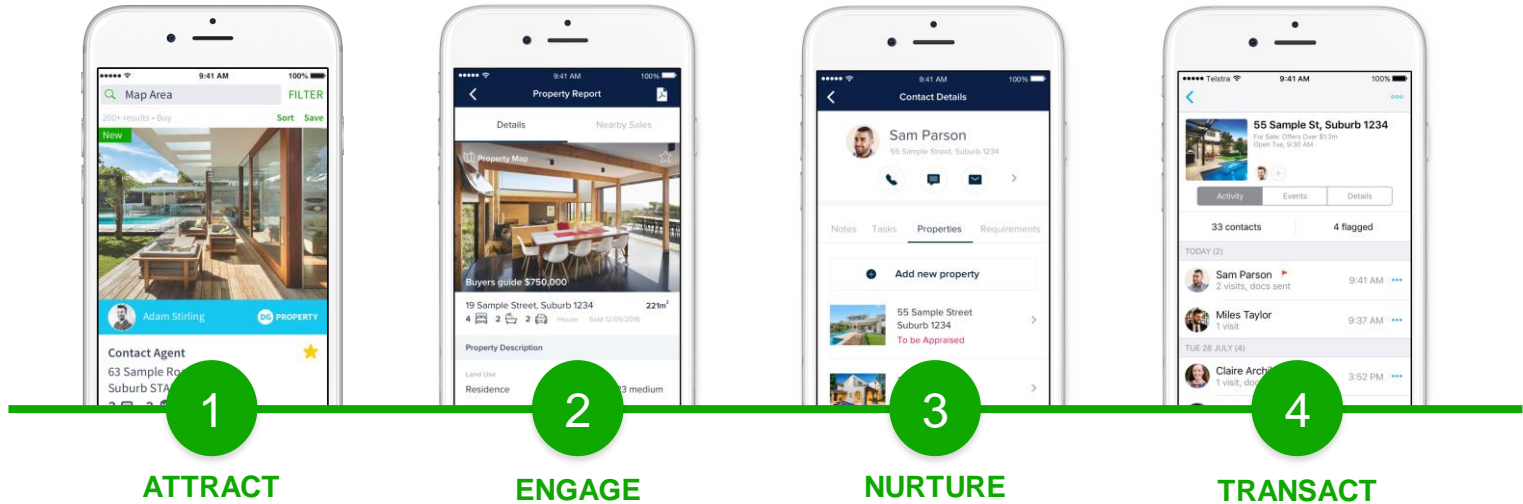 9:41 AM 100%
Map Area FILTER
200+ results • Buy Sort Save
New
Adam Stirling DG PROPERTY
Contact Agent
63 Sample
Suburb
1
ATTRACT
9:41 AM 100%
Property Report
Details Nearby Sales
Property Map
Buyers guide $750,000
19 Sample Street, Suburb 1234 221m²
4 2 2 House Sold 12/05/2016
Property Description
Land Use
Residence medium
2
ENGAGE
9:41 AM 100%
Contact Details
Sam Parson
55 Sample Street, Suburb 1234
Notes Tasks Properties Requirements
Add new property
55 Sample Street
Suburb 1234
To be Appraised
3
NURTURE
Telstra 9:41 AM 100%
55 Sample St, Suburb 1234
For Sale: Offers Over $1.2m
Open Tue, 9:30 AM
Activity Events Details
33 contacts 4 flagged
TODAY (2)
Sam Parson 9:41 AM
2 visits, docs sent
Miles Taylor 9:37 AM
1 visit
TUE 28 JULY (4)
Claire 3:52 PM
1 visit,
4
TRANSACT